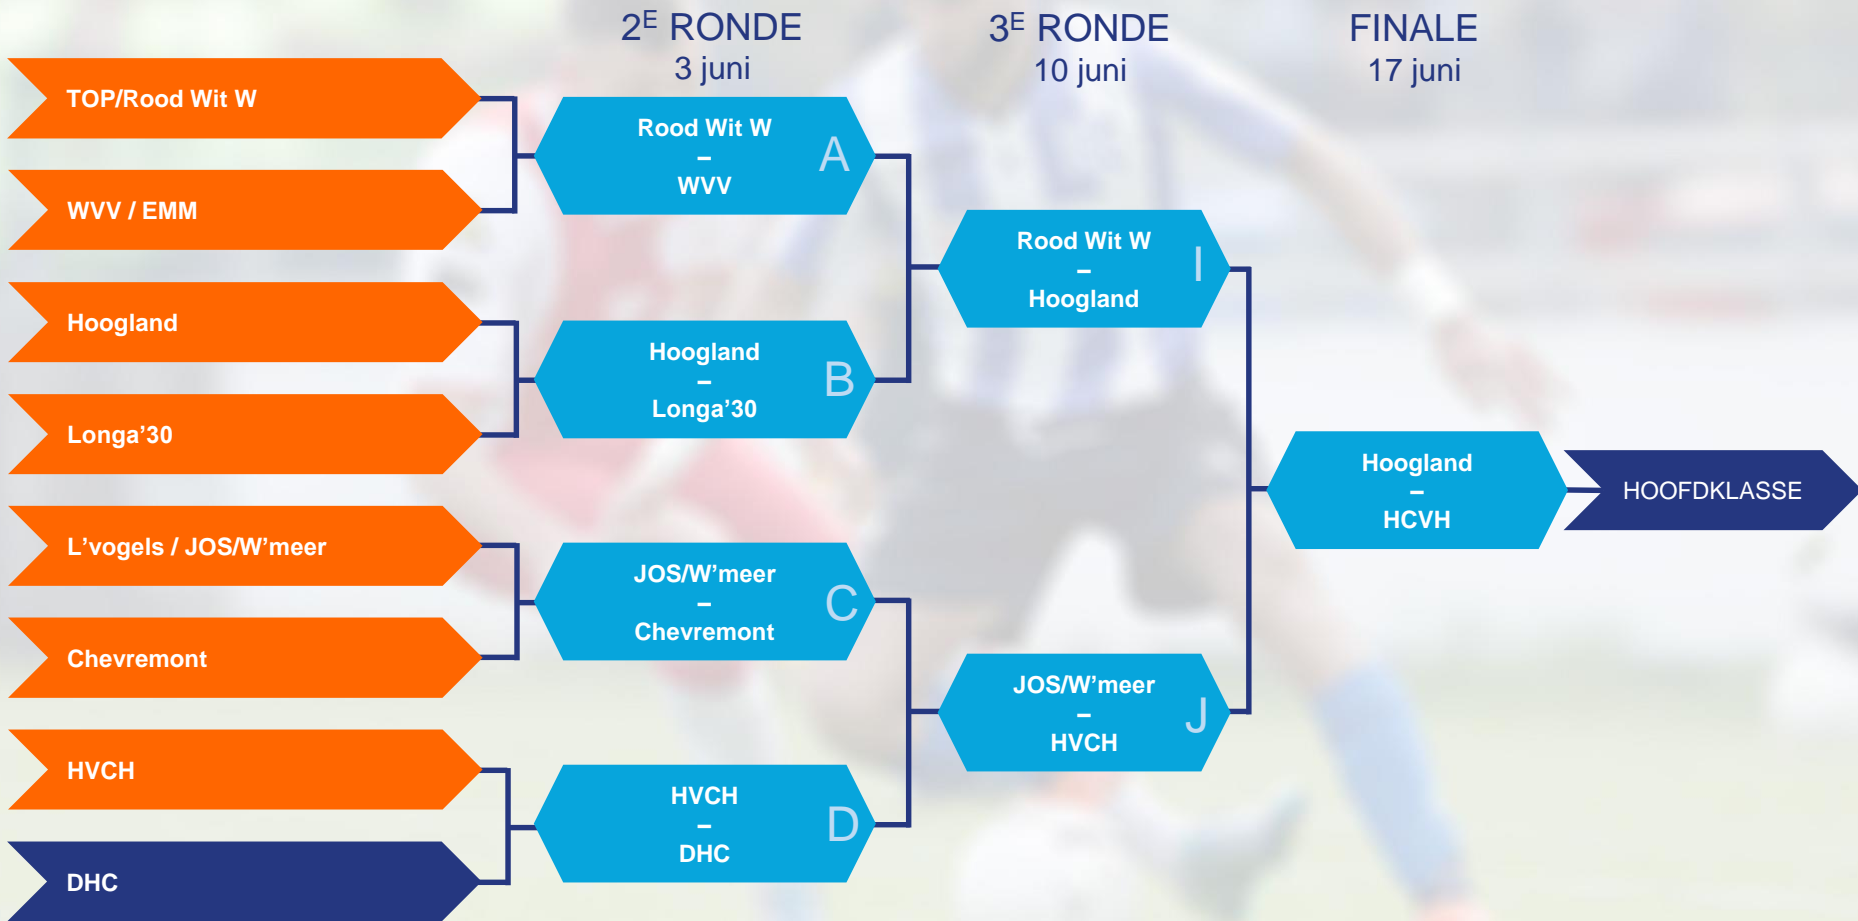 2E RONDE
3 juni
3E RONDE
10 juni
FINALE
17 juni
TOP/Rood Wit W
WVV / EMM
Hoogland
Longa’30
L’vogels / JOS/W’meer
Chevremont
HVCH
DHC
Rood Wit W
–
WVV
A
Hoogland
–
Longa’30
B
JOS/W’meer
–
Chevremont
C
HVCH
–
DHC
D
Rood Wit W
–
Hoogland
I
JOS/W’meer
–
HVCH
J
Hoogland
–
HCVH
HOOFDKLASSE